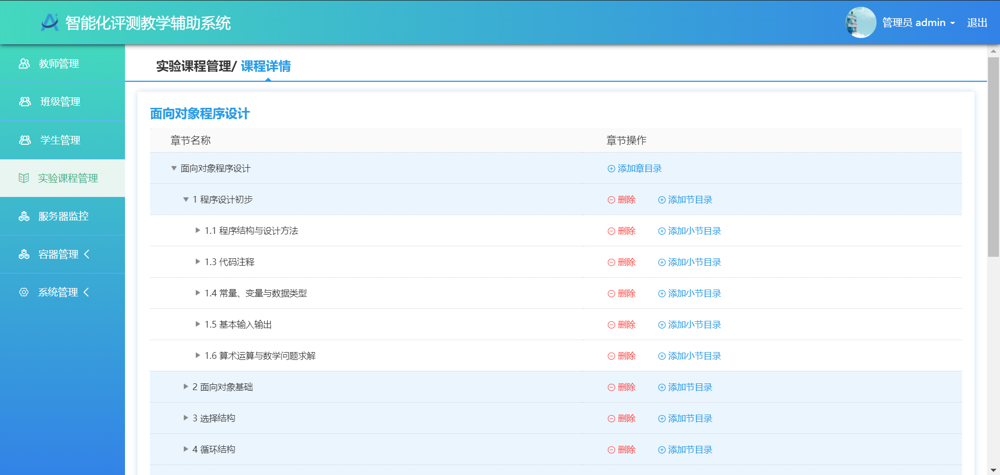 智能化评测教学辅助系统
管理员 admin
退出
教师管理
班级管理
学生管理
实验课程管理
服务器监控
容器管理
系统管理
实验课程管理/ 课程详情
面向对象程序设计
章节名称 章节操作
面向对象程序设计 添加章目录
1 程序设计初步 删除 添加节目录
1.1 程序结构与设计方法 删除 添加小节目录
1.3 代码注释 删除 添加小节目录
1.4 常量、变量与数据类型 删除 添加小节目录
1.5 基本输入输出 删除 添加小节目录
1.6 算术运算与数学问题求解 删除 添加小节目录
2 面向对象基础 删除 添加节目录
3 选择结构 删除 添加节目录
4 循环结构 删除 添加节目录